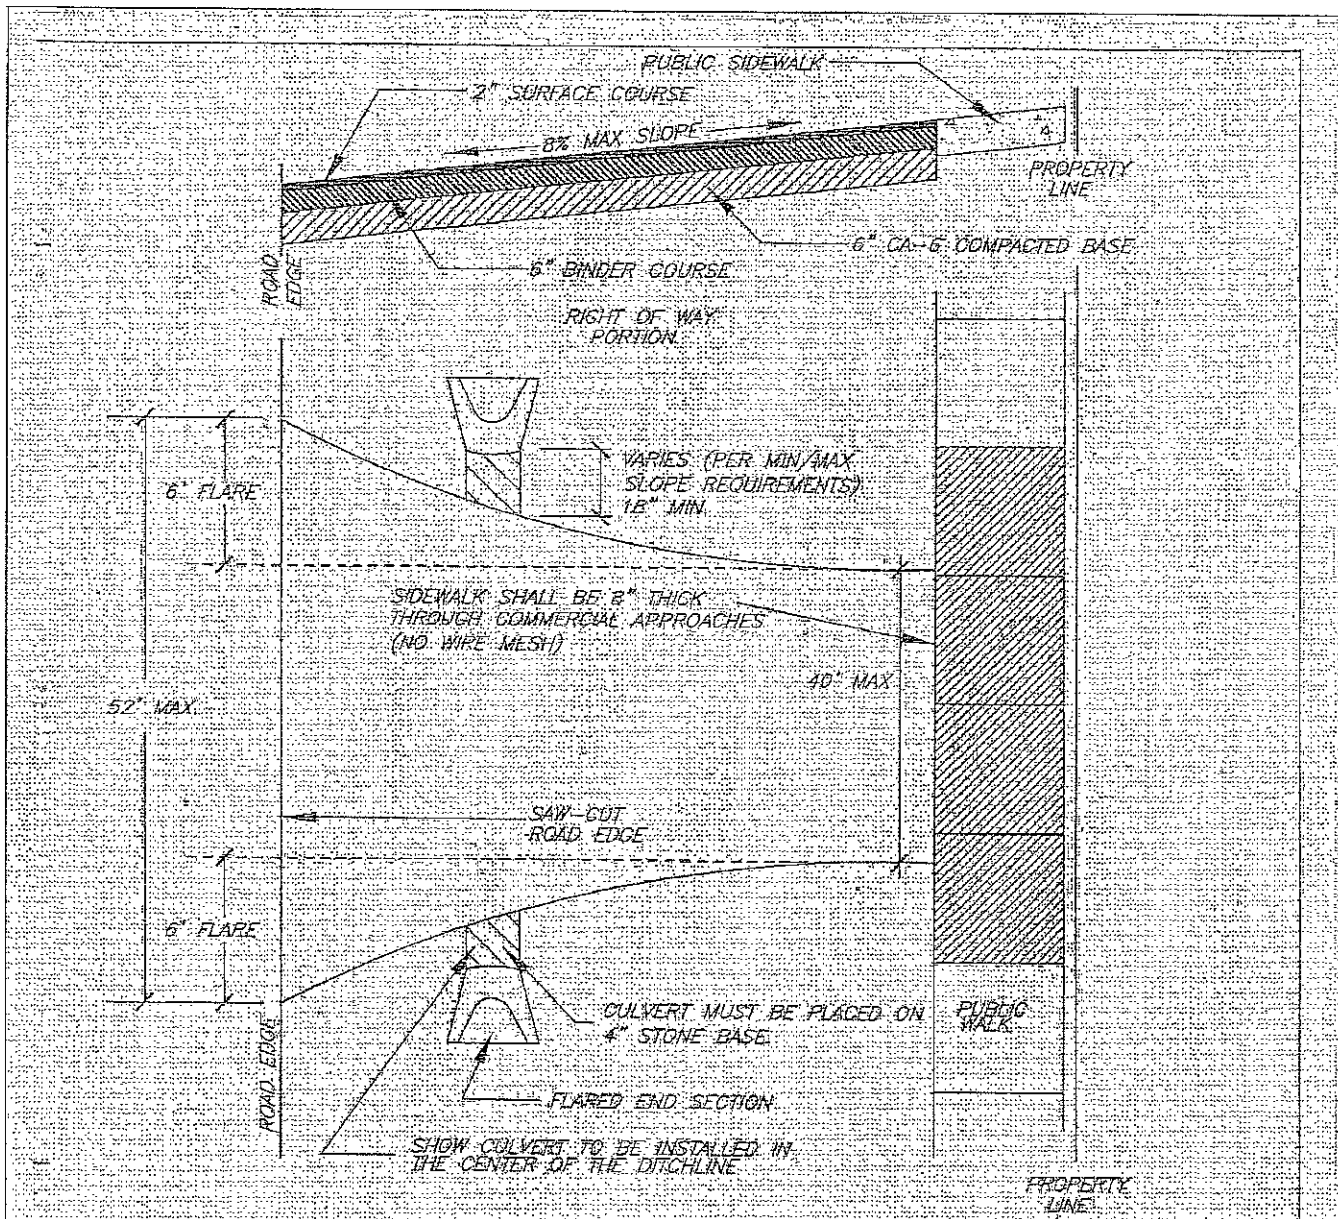 PUBLIC SIDEWALK
2" SURFACE COURSE
8% MAX SLOPE
PROPERTY
LINE
6" CA-6 COMPACTED BASE
6" BINDER COURSE
ROAD
EDGE
RIGHT OF WAY
PORTION
VARIES (PER MIN/MAX
SLOPE REQUIREMENTS)
18" MIN.
6' FLARE
SIDEWALK SHALL BE 8" THICK
THROUGH COMMERCIAL APPROACHES
(NO WIRE MESH)
40' MAX
52' MAX.
SAW-CUT
ROAD EDGE
6' FLARE
CULVERT MUST BE PLACED ON
4" STONE BASE.
PUBLIC
WALK
ROAD EDGE
FLARED END SECTION
SHOW CULVERT TO BE INSTALLED IN
THE CENTER OF THE DITCHLINE
PROPERTY
LINE